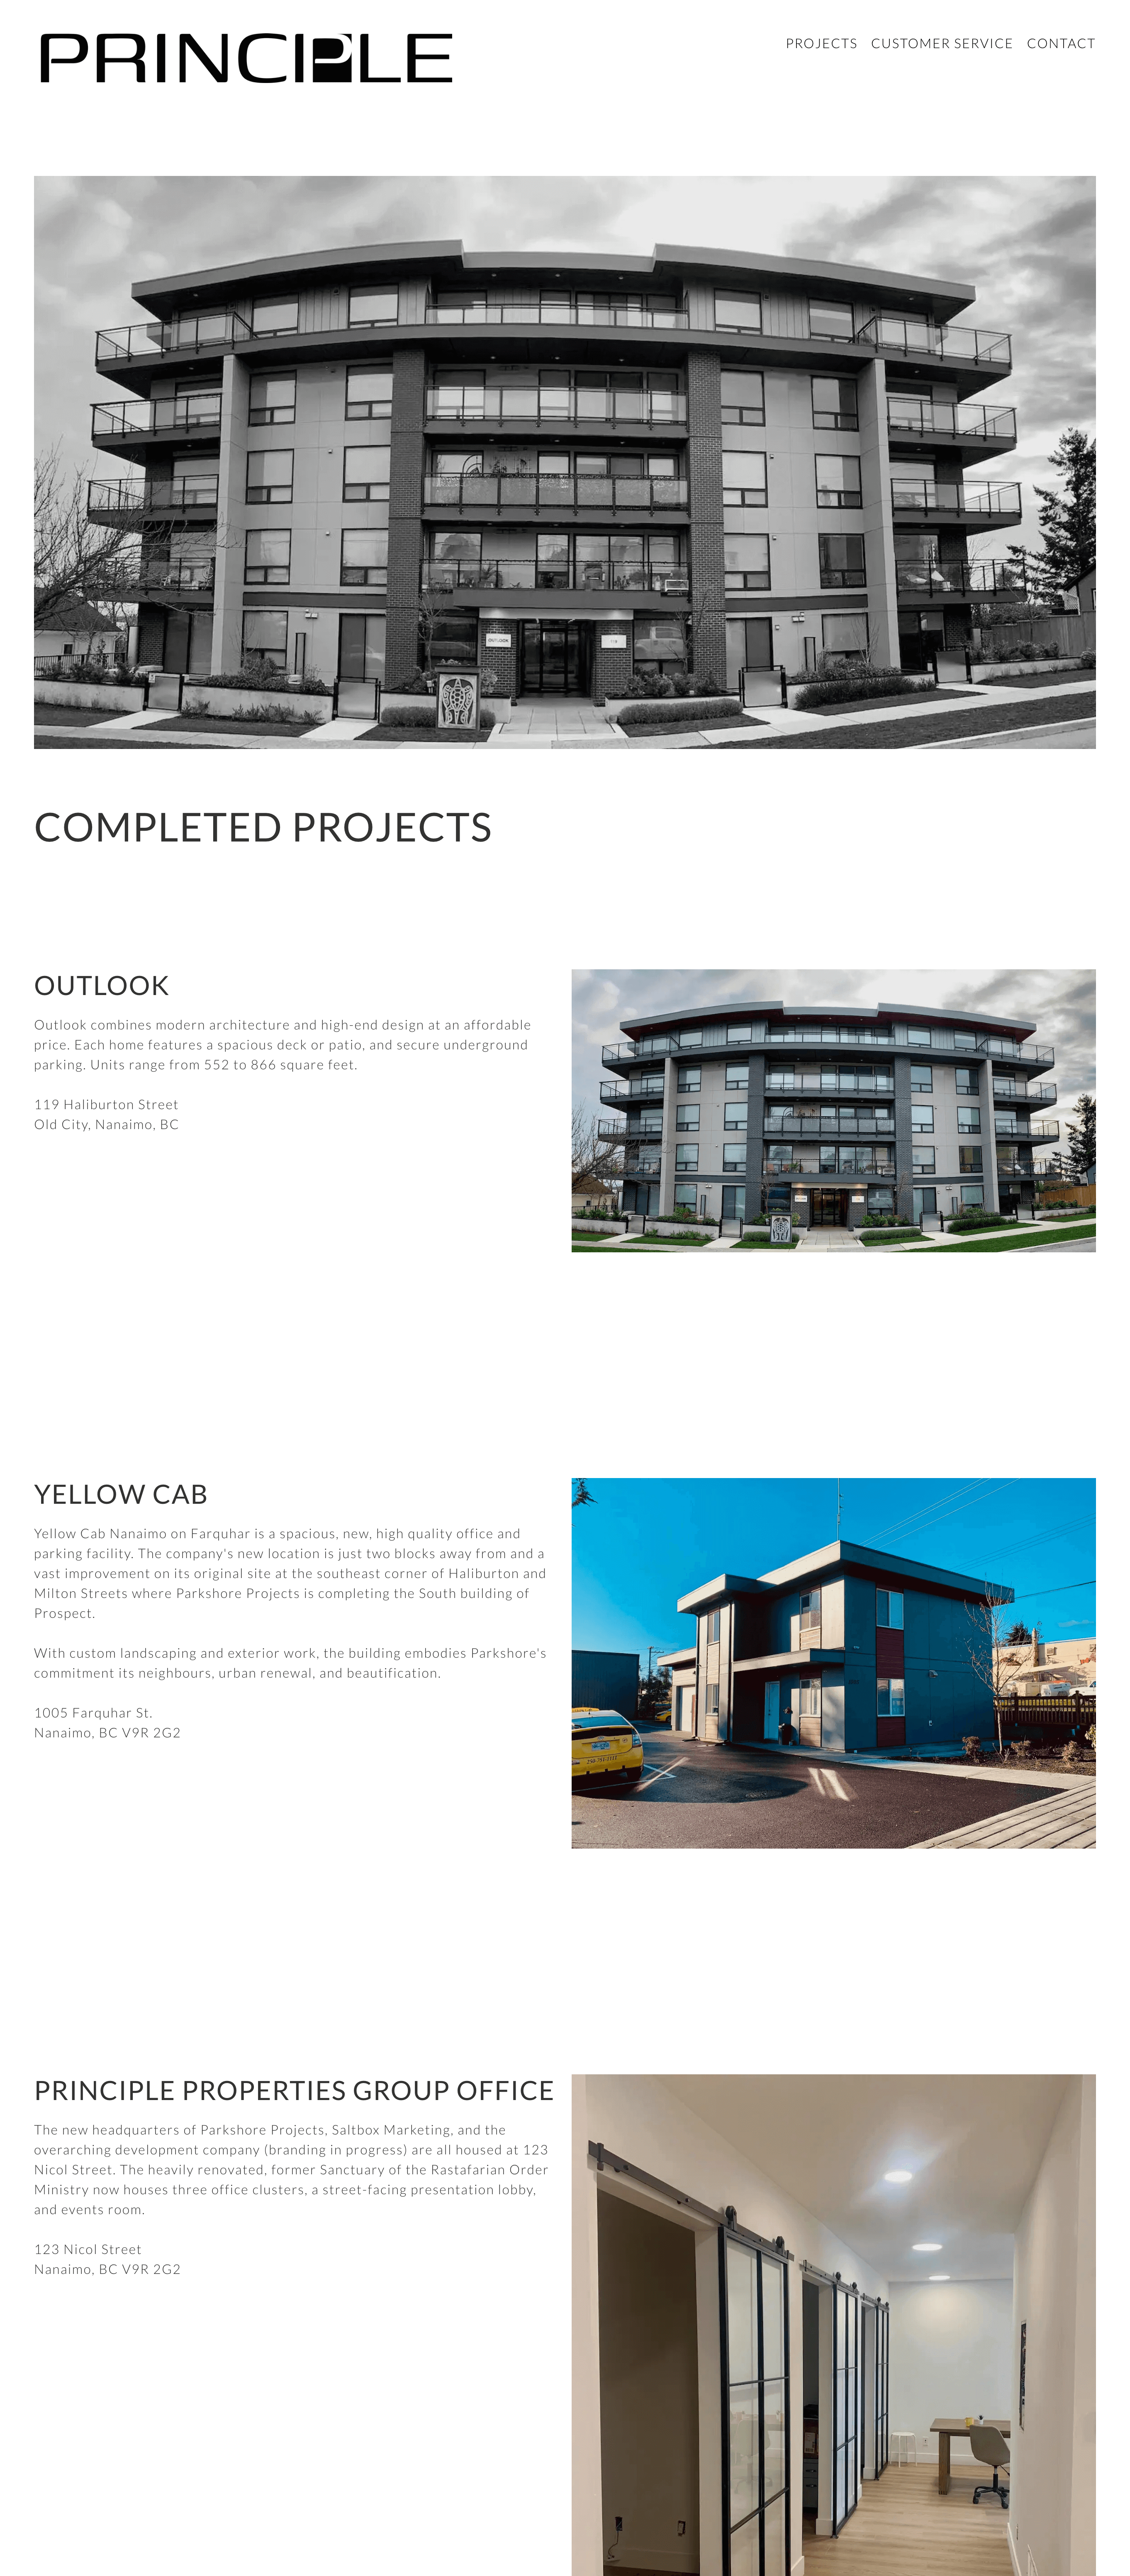 PRINCIPLE
PROJECTS CUSTOMER SERVICE CONTACT
OUTLOOK
119
COMPLETED PROJECTS
OUTLOOK
Outlook combines modern architecture and high-end design at an affordable
price. Each home features a spacious deck or patio, and secure underground
parking. Units range from 552 to 866 square feet.
119 Haliburton Street
Old City, Nanaimo, BC
YELLOW CAB
Yellow Cab Nanaimo on Farquhar is a spacious, new, high quality office and
parking facility. The company's new location is just two blocks away from and a
vast improvement on its original site at the southeast corner of Haliburton and
Milton Streets where Parkshore Projects is completing the South building of
Prospect.
With custom landscaping and exterior work, the building embodies Parkshore's
commitment its neighbours, urban renewal, and beautification.
1005 Farquhar St.
Nanaimo, BC V9R 2G2
PRINCIPLE PROPERTIES GROUP OFFICE
The new headquarters of Parkshore Projects, Saltbox Marketing, and the
overarching development company (branding in progress) are all housed at 123
Nicol Street. The heavily renovated, former Sanctuary of the Rastafarian Order
Ministry now houses three office clusters, a street-facing presentation lobby,
and events room.
123 Nicol Street
Nanaimo, BC V9R 2G2